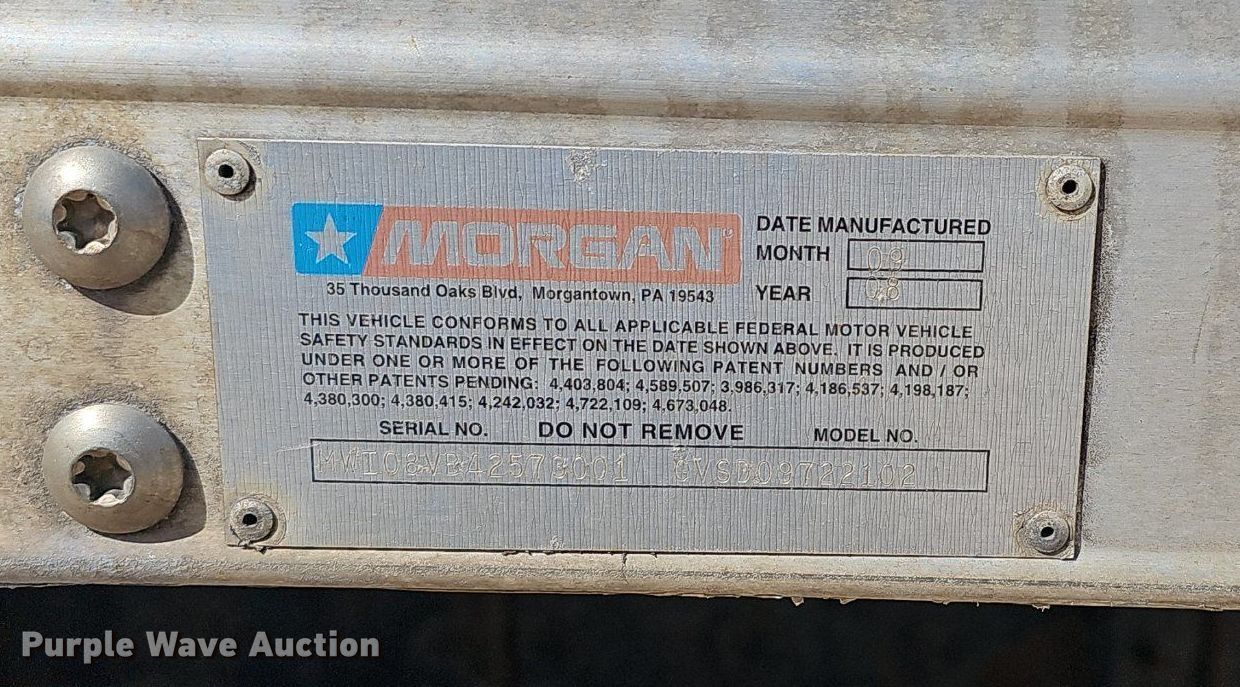 MORGAN
35 Thousand Oaks Blvd, Morgantown, PA 19543
DATE MANUFACTURED
MONTH 09
YEAR 08
THIS VEHICLE CONFORMS TO ALL APPLICABLE FEDERAL MOTOR VEHICLE
SAFETY STANDARDS IN EFFECT ON THE DATE SHOWN ABOVE. IT IS PRODUCED
UNDER ONE OR MORE OF THE FOLLOWING PATENT NUMBERS AND / OR
OTHER PATENTS PENDING: 4,403,804; 4,589,507; 3,986,317; 4,186,537; 4,198,187;
4,380,300; 4,380,415; 4,242,032; 4,722,109; 4,673,048.
SERIAL NO. DO NOT REMOVE MODEL NO.
Purple Wave Auction